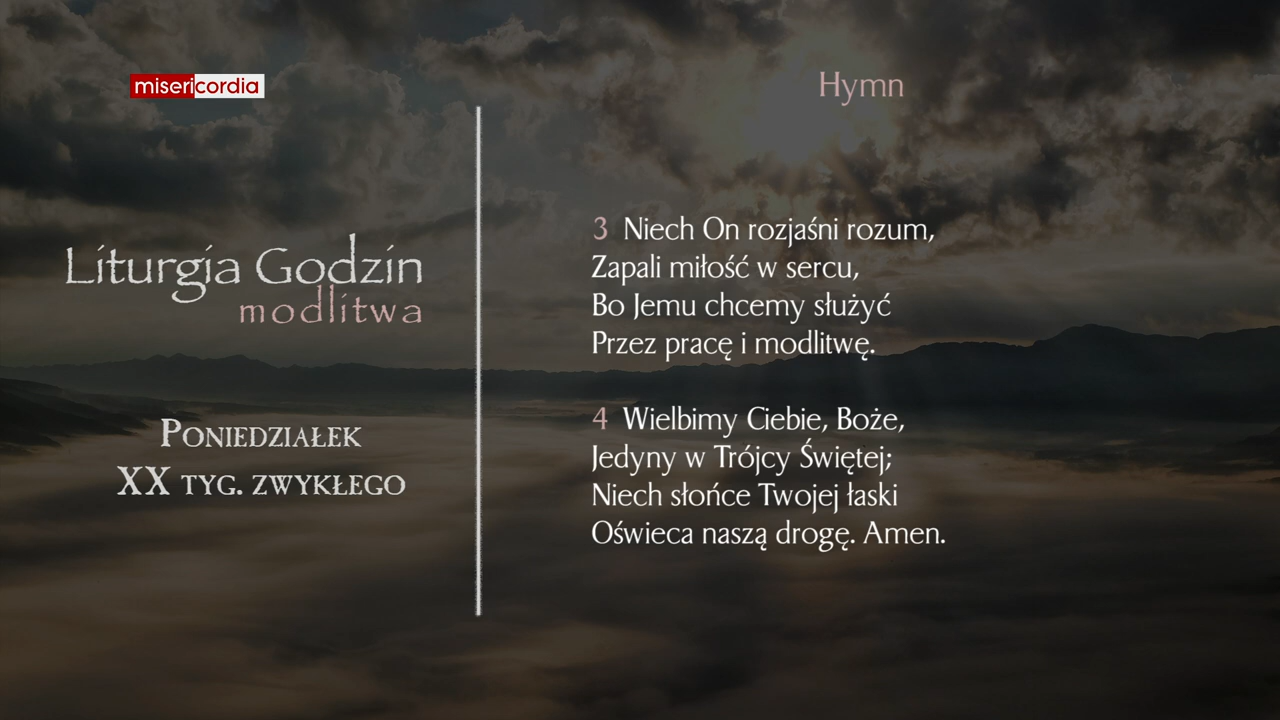 misericordia
Liturgia Godzin
modlitwa
Poniedziałek
XX tyg. zwykłego
Hymn
3 Niech On rozjaśni rozum,
Zapali miłość w sercu,
Bo Jemu chcemy służyć
Przez pracę i modlitwę.
4 Wielbimy Ciebie, Boże,
Jedyny w Trójcy Świętej;
Niech słońce Twojej łaski
Oświeca naszą drogę. Amen.